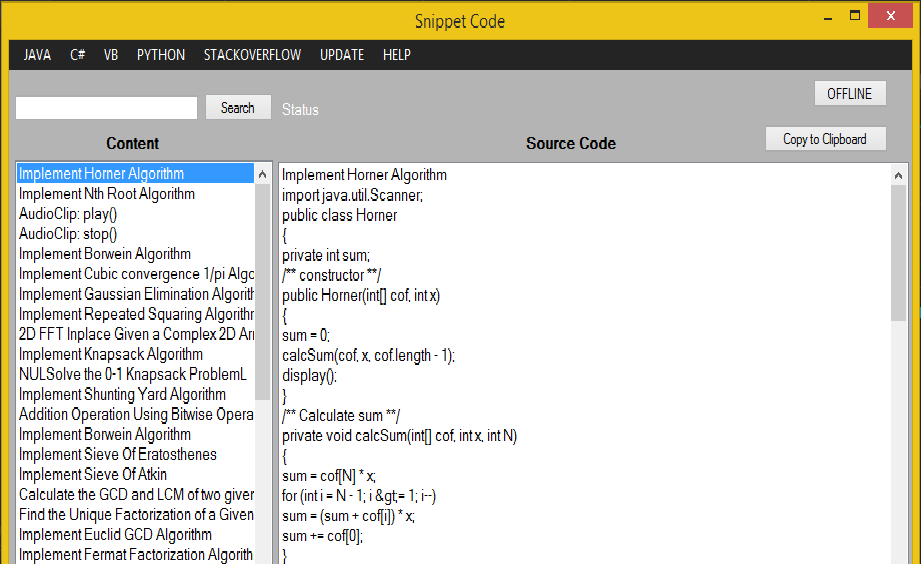 Snippet Code
JAVA C# VB PYTHON STACKOVERFLOW UPDATE HELP
OFFLINE
Search Status
Content
Source Code
Copy to Clipboard
Implement Horner Algorithm
Implement Nth Root Algorithm
AudioClip: play()
AudioClip: stop()
Implement Borwein Algorithm
Implement Cubic convergence 1/pi Algo
Implement Gaussian Elimination Algorith
Implement Repeated Squaring Algorithr
2D FFT Inplace Given a Complex 2D Arr
Implement Knapsack Algorithm
NULSolve the 0-1 Knapsack ProblemL
Implement Shunting Yard Algorithm
Addition Operation Using Bitwise Opera
Implement Borwein Algorithm
Implement Sieve Of Eratosthenes
Implement Sieve Of Atkin
Calculate the GCD and LCM of two giver
Find the Unique Factorization of a Given
Implement Euclid GCD Algorithm
Implement Fermat Factorization Algorith
Implement Horner Algorithm
import java.util.Scanner;
public class Horner
{
private int sum;
/** constructor **/
public Horner(int[] cof, int x)
{
sum = 0;
calcSum(cof, x, cof.length - 1);
display();
}
/** Calculate sum **/
private void calcSum(int[] cof, int x, int N)
{
sum = cof[N] * x;
for (int i = N - 1; i &gt;= 1; i--)
sum = (sum + cof[i]) * x;
sum += cof[0];
}